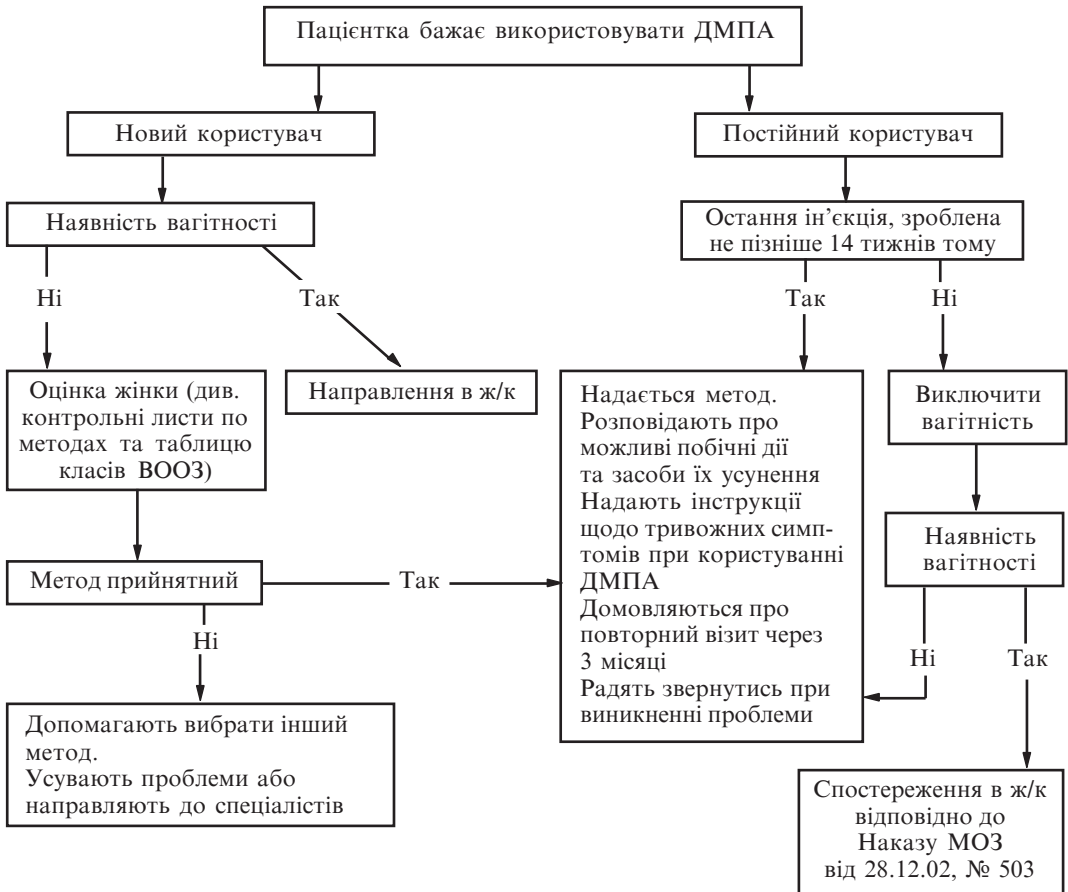 Пацієнтка бажає використовувати ДМПА
Новий користувач
Постійний користувач
Наявність вагітності
Остання ін’єкція, зроблена
не пізніше 14 тижнів тому
Ні
Так
Так
Ні
Оцінка жінки (див.
контрольні листи по
методах та таблицю
класів ВООЗ)
Направлення в ж/к
Надається метод.
Розповідають про
можливі побічні дії
та засоби їх усунення
Надають інструкції
щодо тривожних симп-
томів при користуванні
ДМПА
Домовляються про
повторний візит через
3 місяці
Радять звернутись при
виникненні проблеми
Виключити
вагітність
Наявність
вагітності
Метод прийнятний
Так
Ні
Ні
Так
Допомагають вибрати інший
метод.
Усувають проблеми або
направляють до спеціалістів
Спостереження в ж/к
відповідно до
Наказу МОЗ
від 28.12.02, № 503